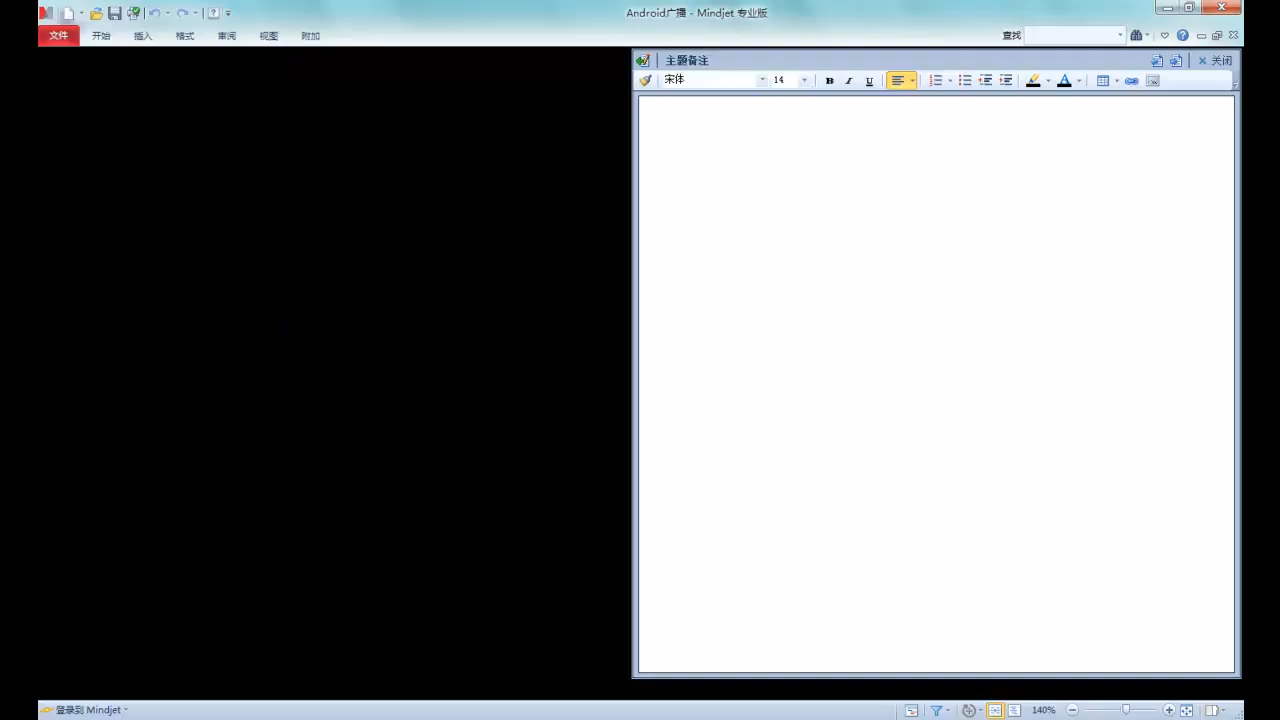 Android广播 - Mindjet 专业版
文件 开始 插入 格式 审阅 视图 附加 查找
主题备注 关闭
宋体 14 B I U
登录到 Mindjet 140%